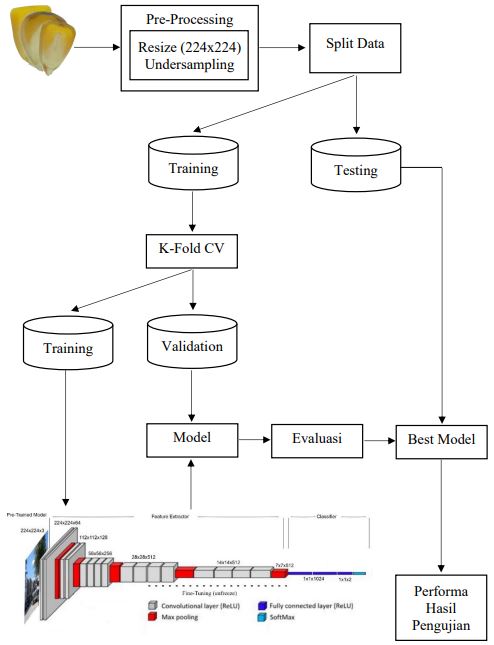 Pre-Processing
Resize (224x224)
Undersampling
Split Data
Training
Testing
K-Fold CV
Training
Validation
Model
Evaluasi
Best Model
Pre-Trained Model
Feature Extractor
Classifier
224x224x3
224x224x64
112x112x128
56x56x256
28x28x512
14x14x512
7x7x512
1x1x1024
1x1x2
Fine-Tuning (unfreeze)
Convolutional layer (ReLU)
Fully connected layer (ReLU)
Max pooling
SoftMax
Performa
Hasil
Pengujian